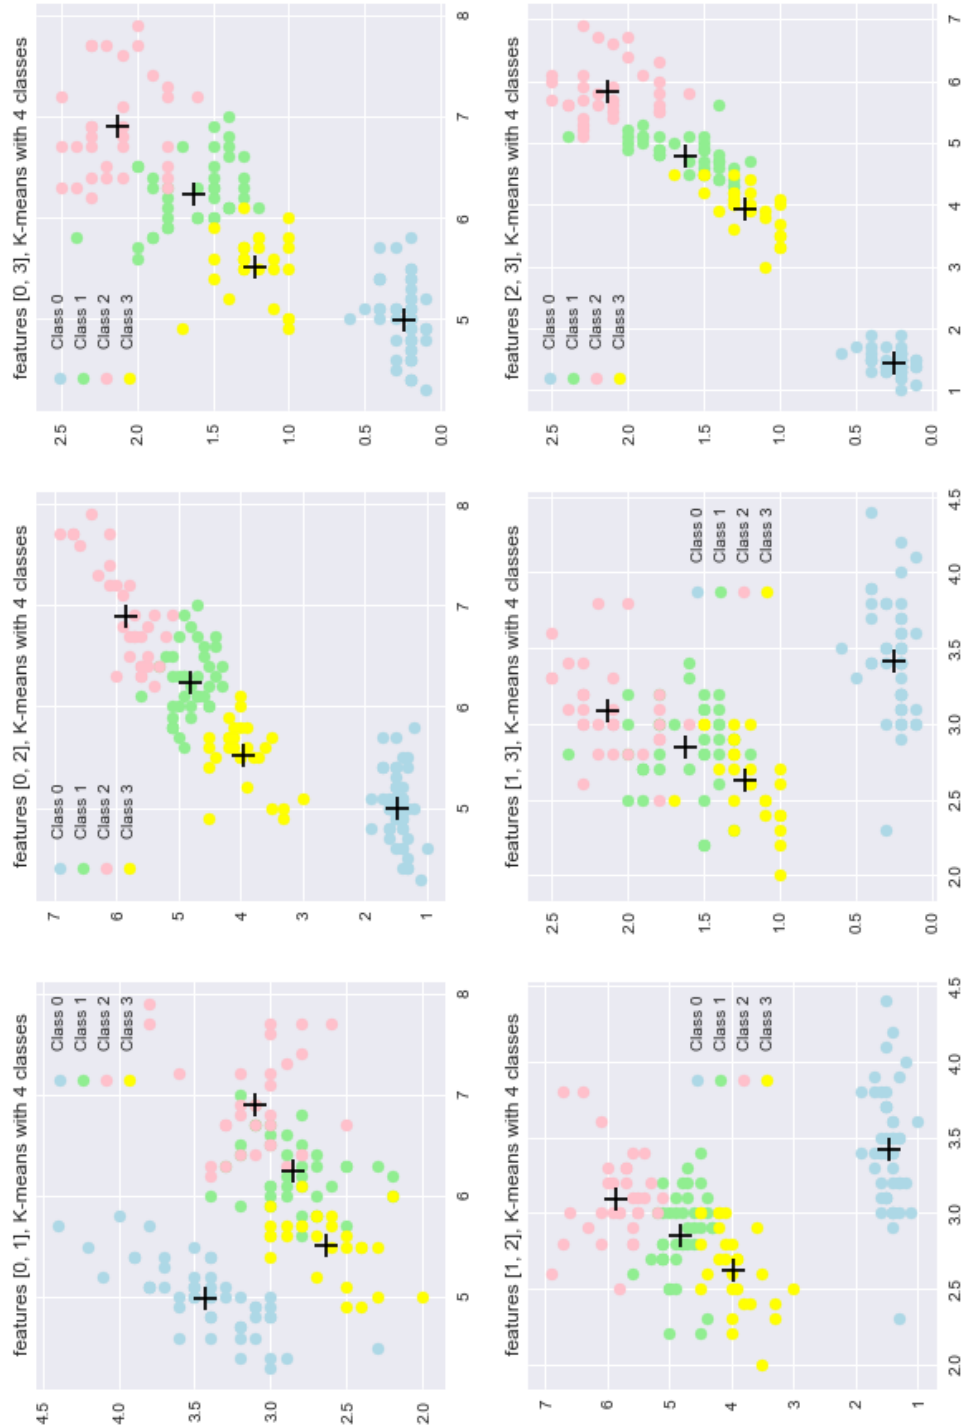 features [0, 1], K-means with 4 classes
4.5
4.0
3.5
3.0
2.5
2.0
Class 0
Class 1
Class 2
Class 3
5 6 7 8
features [0, 2], K-means with 4 classes
7
6
5
4
3
2
1
Class 0
Class 1
Class 2
Class 3
5 6 7 8
features [0, 3], K-means with 4 classes
2.5
2.0
1.5
1.0
0.5
0.0
Class 0
Class 1
Class 2
Class 3
5 6 7 8
features [1, 2], K-means with 4 classes
7
6
5
4
3
2
1
Class 0
Class 1
Class 2
Class 3
2.0 2.5 3.0 3.5 4.0 4.5
features [1, 3], K-means with 4 classes
2.5
2.0
1.5
1.0
0.5
0.0
Class 0
Class 1
Class 2
Class 3
2.0 2.5 3.0 3.5 4.0 4.5
features [2, 3], K-means with 4 classes
2.5
2.0
1.5
1.0
0.5
0.0
Class 0
Class 1
Class 2
Class 3
1 2 3 4 5 6 7